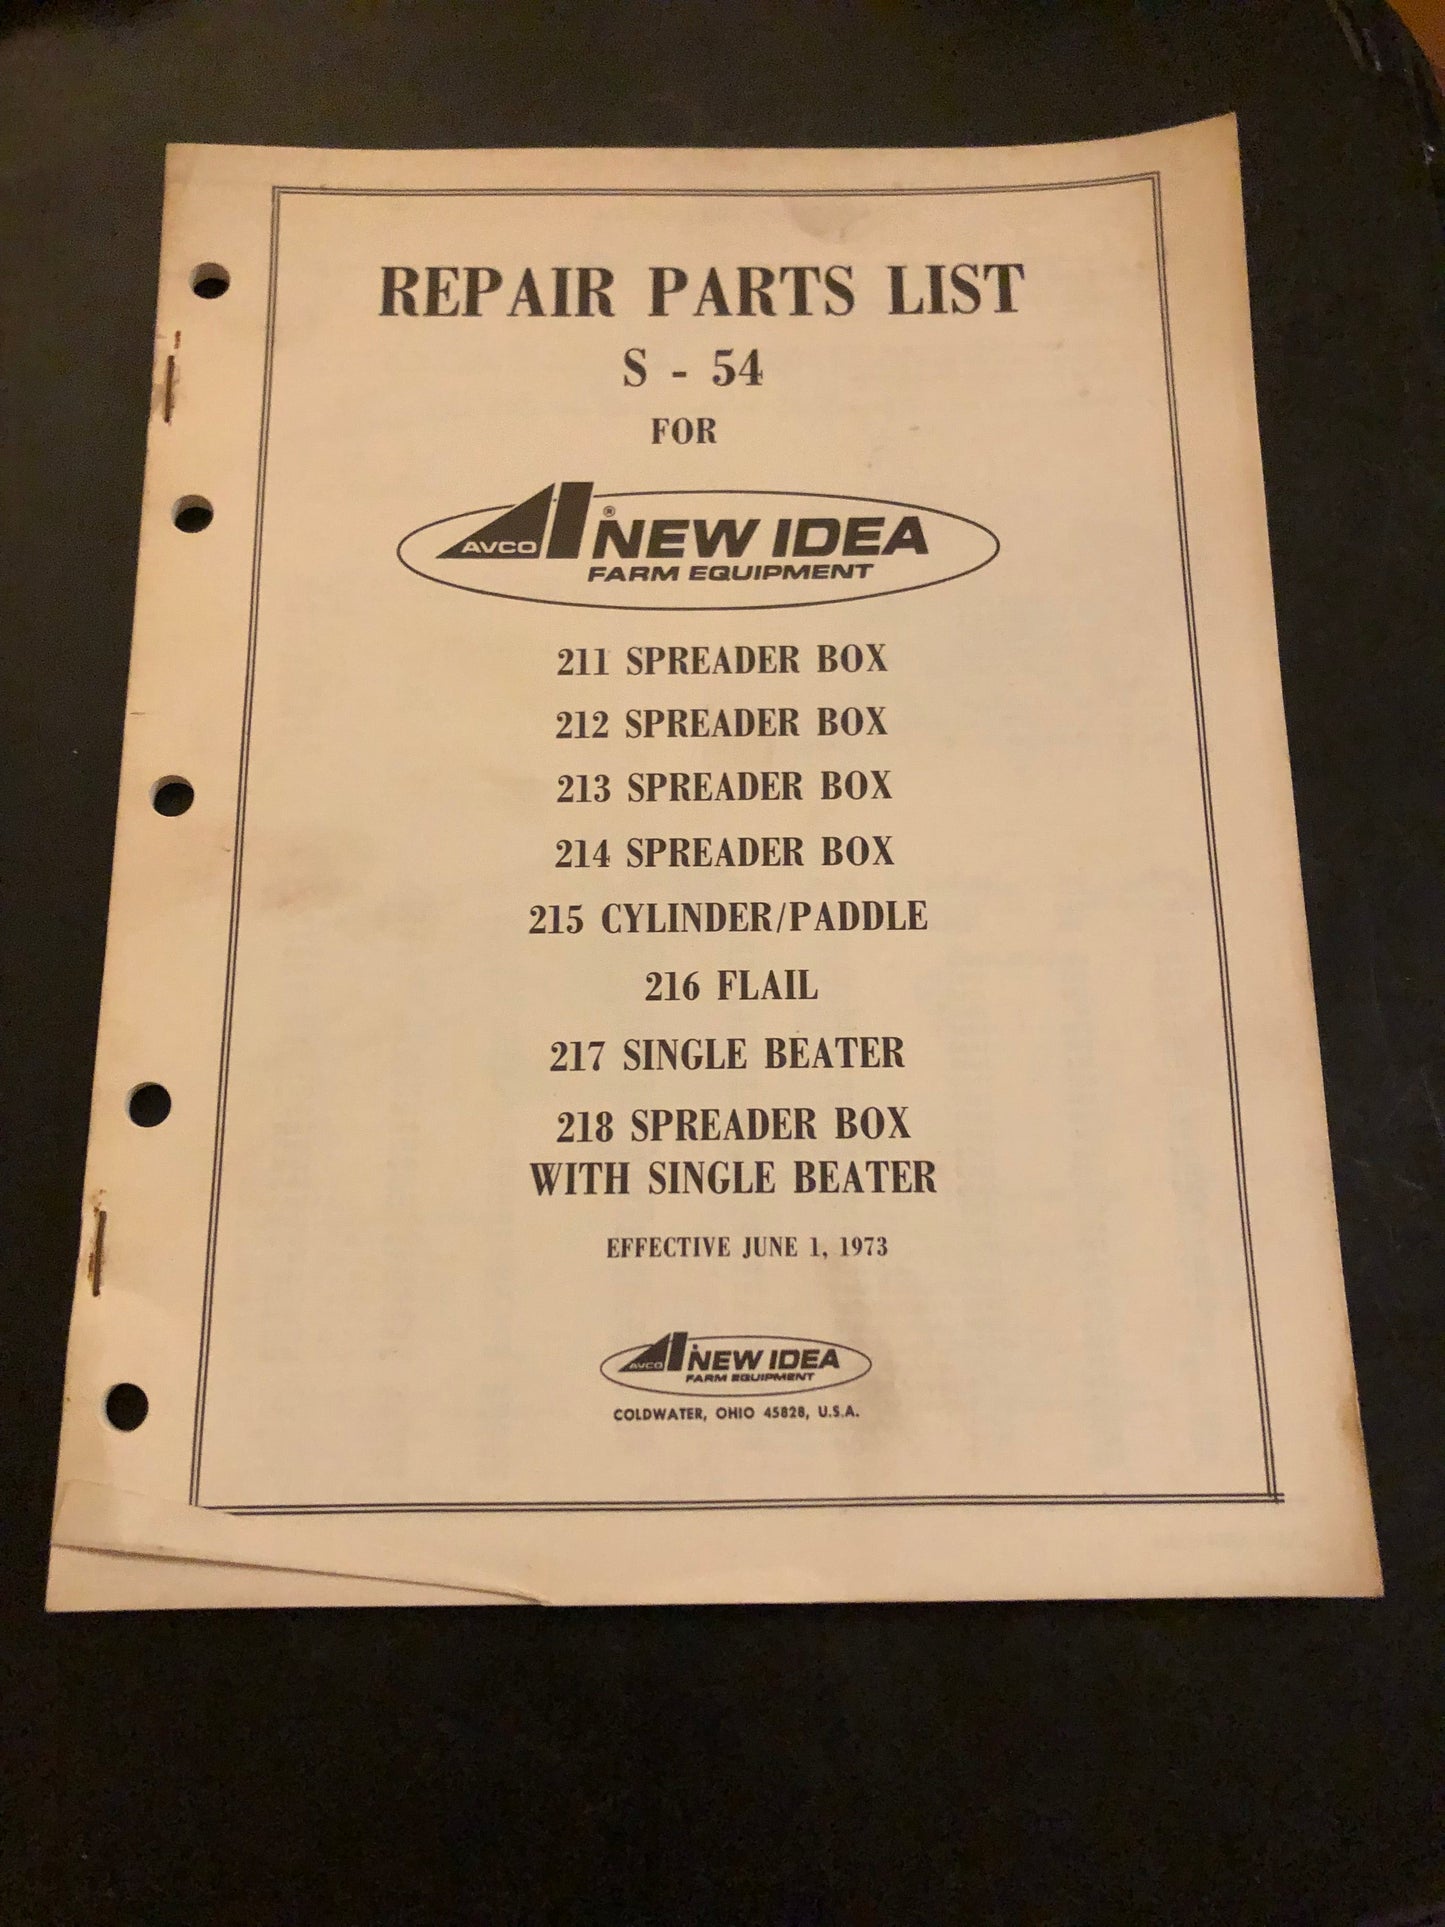 REPAIR PARTS LIST
S - 54
FOR
AVCO ® NEW IDEA
FARM EQUIPMENT
211 SPREADER BOX
212 SPREADER BOX
213 SPREADER BOX
214 SPREADER BOX
215 CYLINDER/PADDLE
216 FLAIL
217 SINGLE BEATER
218 SPREADER BOX
WITH SINGLE BEATER
EFFECTIVE JUNE 1, 1973
AVCO NEW IDEA
FARM EQUIPMENT
COLDWATER, OHIO 45828, U.S.A.